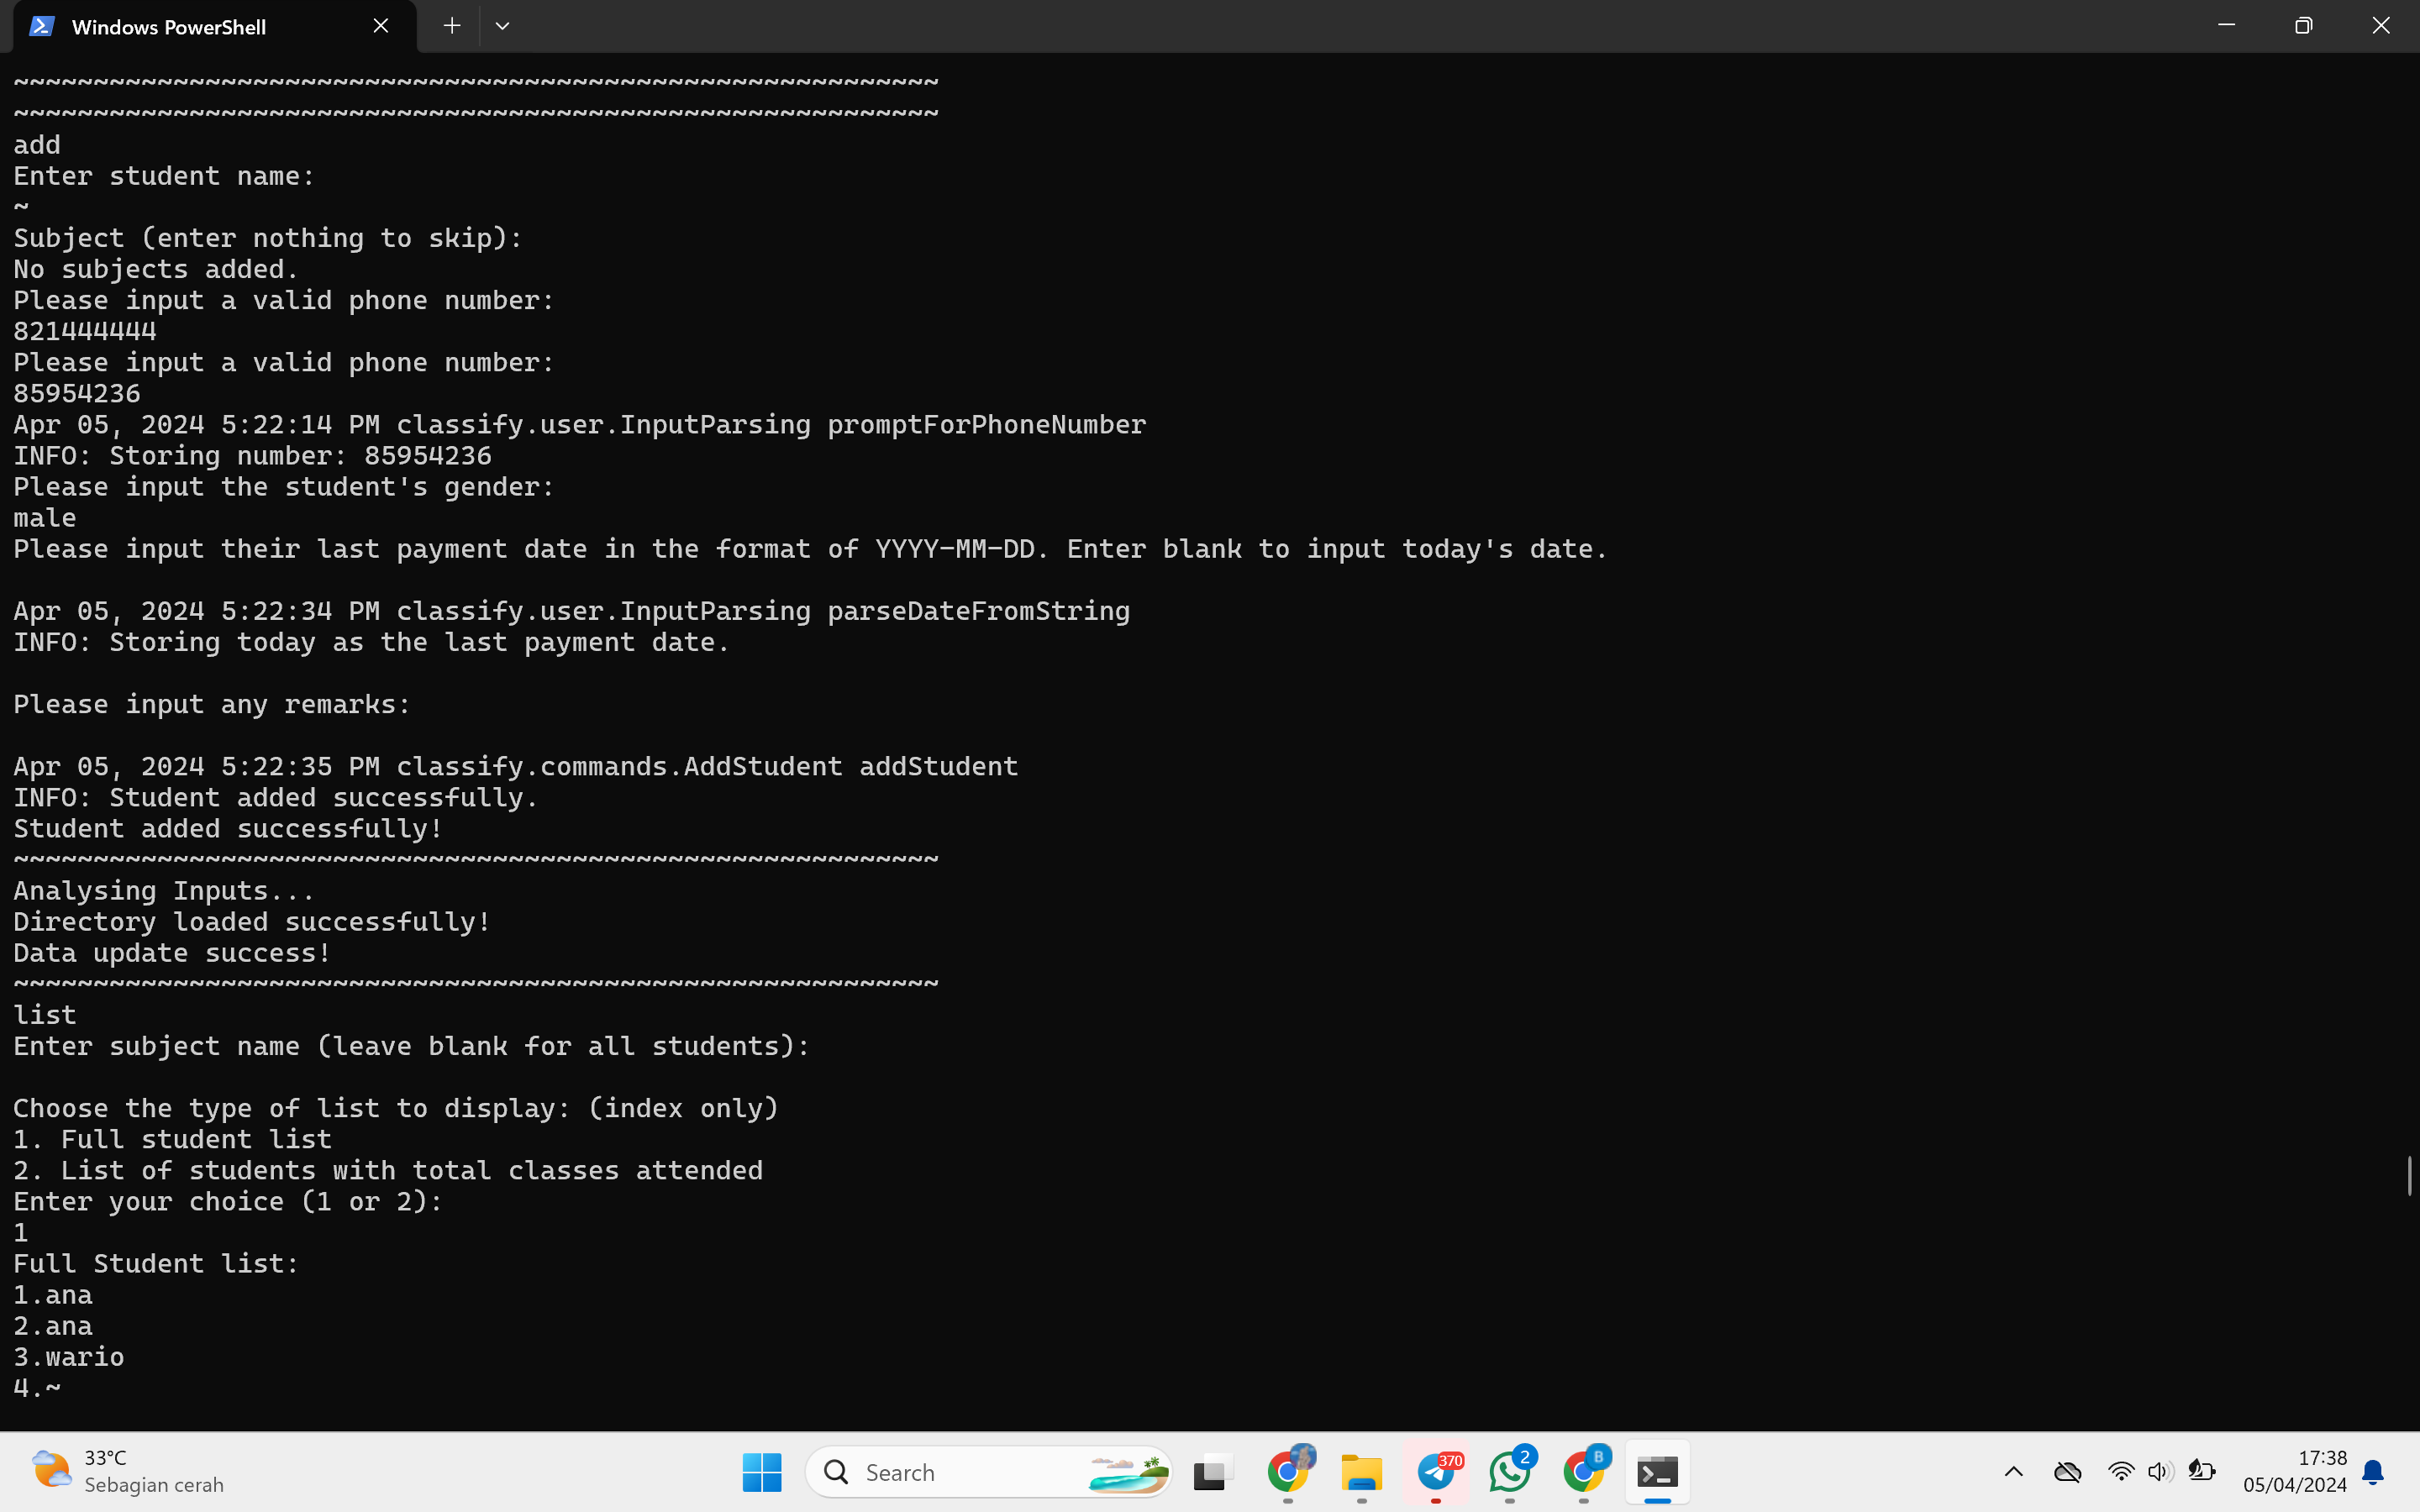 Windows PowerShell
~~~~~~~~~~~~~~~~~~~~~~~~~~~~~~~~~~~~~~~~~~~~~~~~~~~~~~~~~~
~~~~~~~~~~~~~~~~~~~~~~~~~~~~~~~~~~~~~~~~~~~~~~~~~~~~~~~~~~
add
Enter student name:
~
Subject (enter nothing to skip):
No subjects added.
Please input a valid phone number:
821444444
Please input a valid phone number:
85954236
Apr 05, 2024 5:22:14 PM classify.user.InputParsing promptForPhoneNumber
INFO: Storing number: 85954236
Please input the student's gender:
male
Please input their last payment date in the format of YYYY-MM-DD. Enter blank to input today's date.
Apr 05, 2024 5:22:34 PM classify.user.InputParsing parseDateFromString
INFO: Storing today as the last payment date.
Please input any remarks:
Apr 05, 2024 5:22:35 PM classify.commands.AddStudent addStudent
INFO: Student added successfully.
Student added successfully!
~~~~~~~~~~~~~~~~~~~~~~~~~~~~~~~~~~~~~~~~~~~~~~~~~~~~~~~~~~
Analysing Inputs...
Directory loaded successfully!
Data update success!
~~~~~~~~~~~~~~~~~~~~~~~~~~~~~~~~~~~~~~~~~~~~~~~~~~~~~~~~~~
list
Enter subject name (leave blank for all students):
Choose the type of list to display: (index only)
1. Full student list
2. List of students with total classes attended
Enter your choice (1 or 2):
1
Full Student list:
1.ana
2.ana
3.wario
4.~
33°C
Sebagian cerah
Search
370
2
B
17:38
05/04/2024